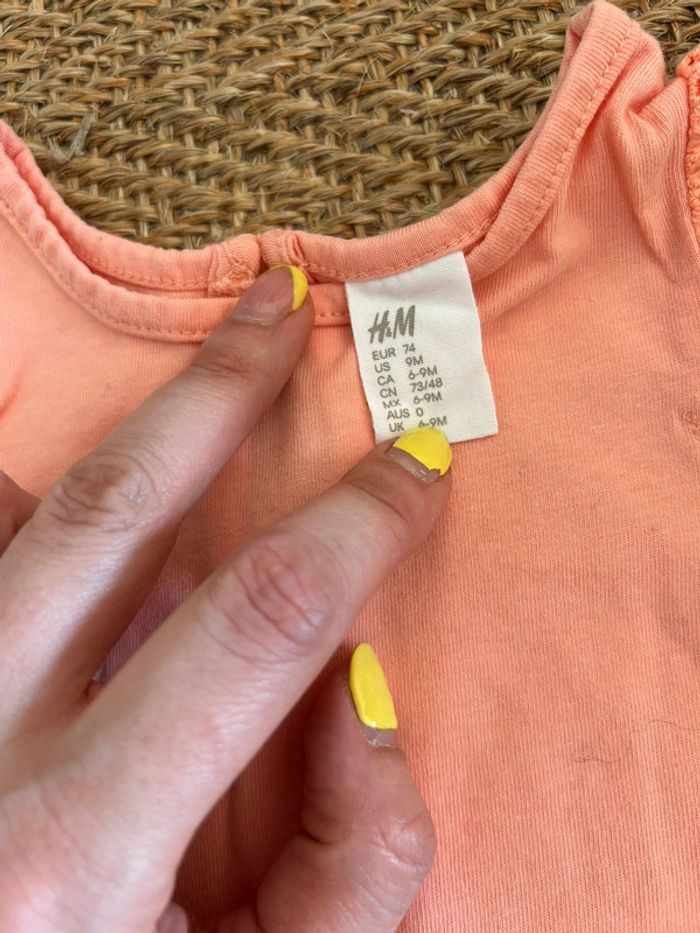 H&M
EUR 74
US 9M
CA 6-9M
CN 73/48
MX 6-9M
AUS 0
UK 6-9M